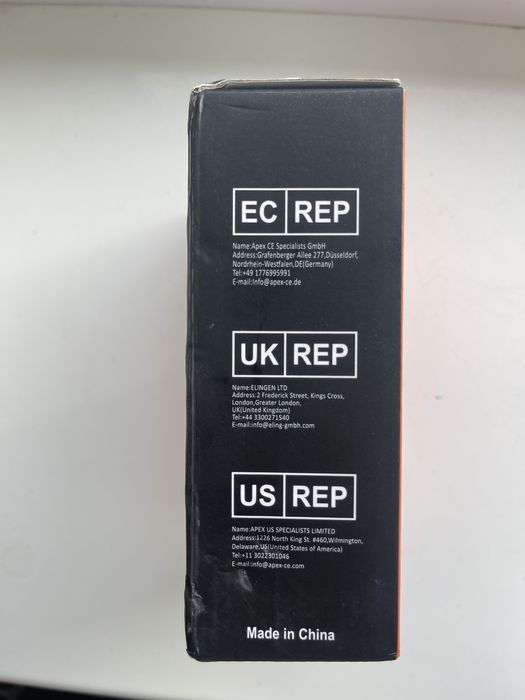 EC REP
Name:Apex CE Specialists GmbH
Address:Grafenberger Allee 277,Düsseldorf,
Nordrhein-Westfalen,DE(Germany)
Tel:+49 1776995991
E-mail:Info@apex-ce.de
UK REP
Name:ELINGEN LTD
Address:2 Frederick Street, Kings Cross,
London,Greater London,
UK(United Kingdom)
Tel:+44 3300271540
E-mail:info@eling-gmbh.com
US REP
Name:APEX US SPECIALISTS LIMITED
Address:1226 North King St. #460,Wilmington,
Delaware,US(United States of America)
Tel:+11 3022301046
E-mail:info@apex-ce.com
Made in China